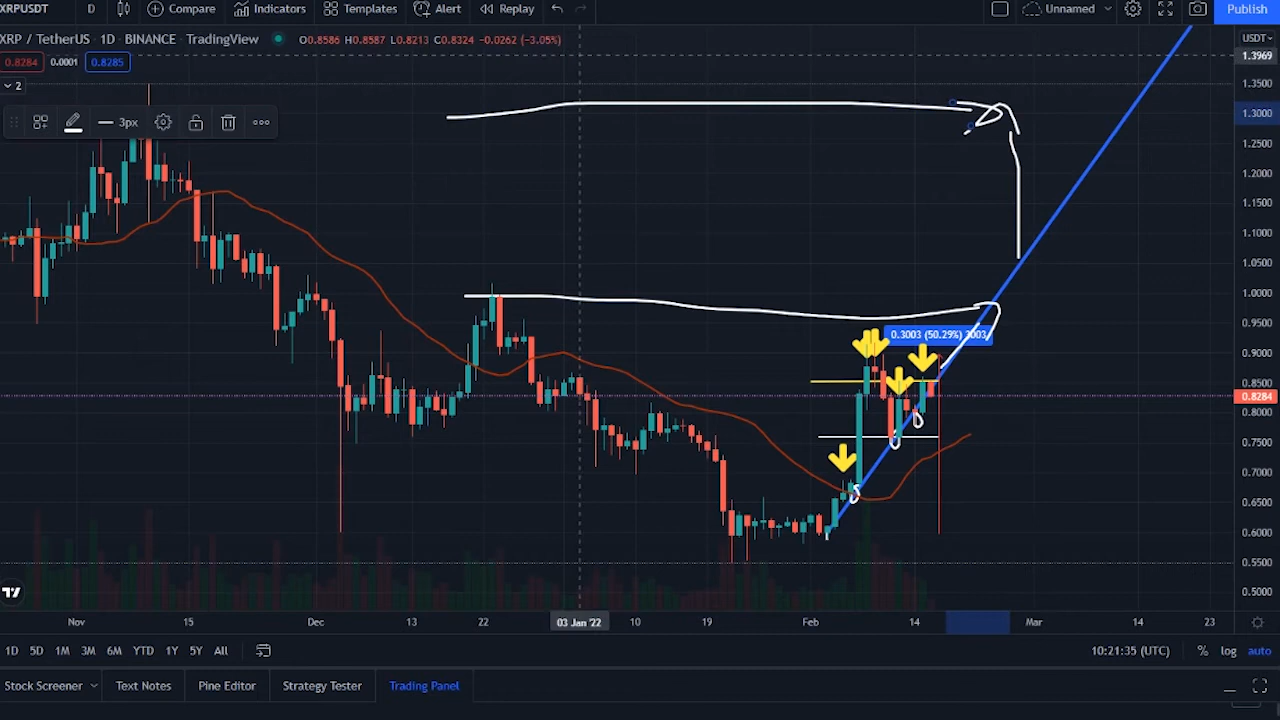 XRPUSDT D Compare Indicators Templates Alert Replay Unnamed Publish
XRP / TetherUS · 1D · BINANCE · TradingView O0.8586 H0.8587 L0.8213 C0.8324 -0.0262 (-3.05%) USDT
0.8284 0.0001 0.8285
1.3969
2
1.3500
3px
1.3000
1.2500
1.2000
1.1500
1.1000
1.0500
1.0000
0.9500
0.3003 (50.29%) 3003
0.9000
0.8500
0.8284
0.8000
0.7500
0.7000
0.6500
0.6000
0.5500
0.5000
Nov 15 Dec 13 22 03 Jan '22 10 19 Feb 14 Mar 14 23
1D 5D 1M 3M 6M YTD 1Y 5Y All 10:21:35 (UTC) % log auto
Stock Screener Text Notes Pine Editor Strategy Tester Trading Panel